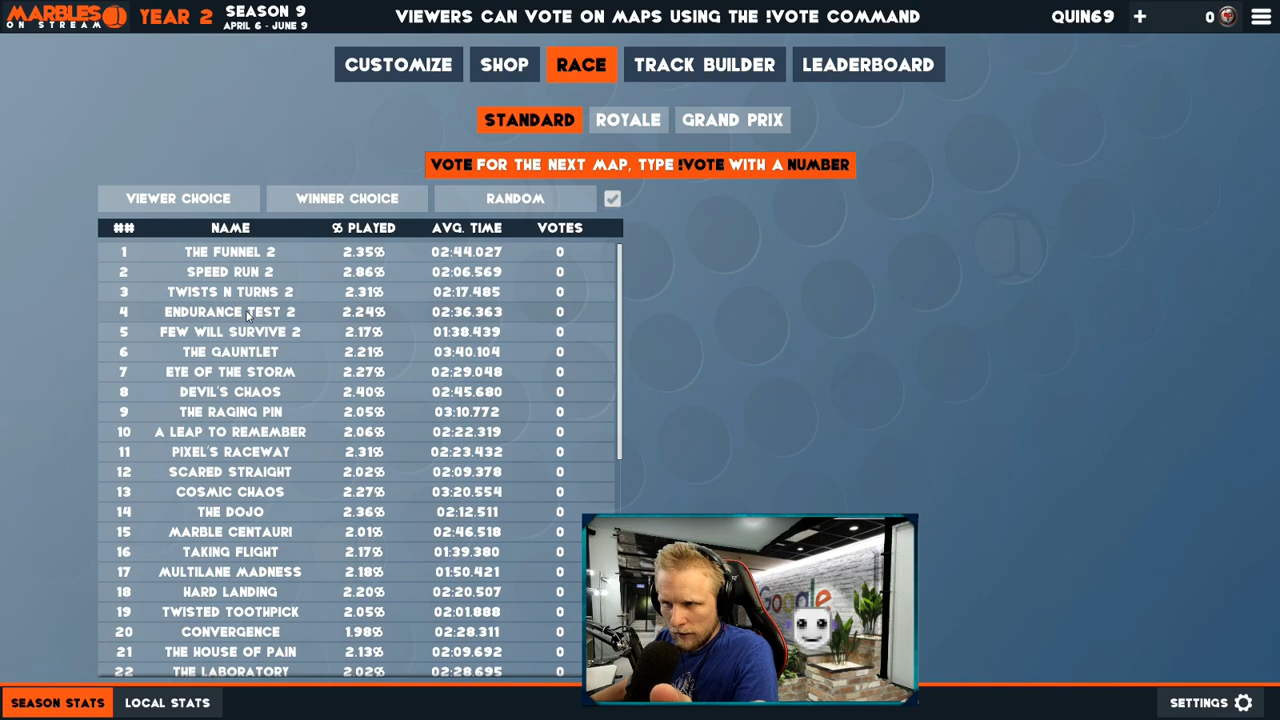 MARBLES
ON STREAM
YEAR 2
SEASON 9
APRIL 6 - JUNE 9
VIEWERS CAN VOTE ON MAPS USING THE !VOTE COMMAND
QUIN69 + 0
CUSTOMIZE SHOP RACE TRACK BUILDER LEADERBOARD
STANDARD ROYALE GRAND PRIX
VOTE FOR THE NEXT MAP, TYPE !VOTE WITH A NUMBER
VIEWER CHOICE WINNER CHOICE RANDOM
## NAME % PLAYED AVG. TIME VOTES
1 THE FUNNEL 2 2.35% 02:44.027 0
2 SPEED RUN 2 2.86% 02:06.569 0
3 TWISTS N TURNS 2 2.31% 02:17.485 0
4 ENDURANCE TEST 2 2.24% 02:36.363 0
5 FEW WILL SURVIVE 2 2.17% 01:38.439 0
6 THE GAUNTLET 2.21% 03:40.104 0
7 EYE OF THE STORM 2.27% 02:29.048 0
8 DEVIL'S CHAOS 2.40% 02:45.680 0
9 THE RAGING PIN 2.05% 03:10.772 0
10 A LEAP TO REMEMBER 2.06% 02:22.319 0
11 PIXEL'S RACEWAY 2.31% 02:23.432 0
12 SCARED STRAIGHT 2.02% 02:09.378 0
13 COSMIC CHAOS 2.27% 03:20.554 0
14 THE DOJO 2.36% 02:12.511 0
15 MARBLE CENTAURI 2.01% 02:46.518 0
16 TAKING FLIGHT 2.17% 01:39.380 0
17 MULTILANE MADNESS 2.18% 01:50.421 0
18 HARD LANDING 2.20% 02:20.507 0
19 TWISTED TOOTHPICK 2.05% 02:01.888 0
20 CONVERGENCE 1.98% 02:28.311 0
21 THE HOUSE OF PAIN 2.13% 02:09.692 0
22 THE LABORATORY 2.02% 02:28.695 0
Google
SEASON STATS LOCAL STATS SETTINGS